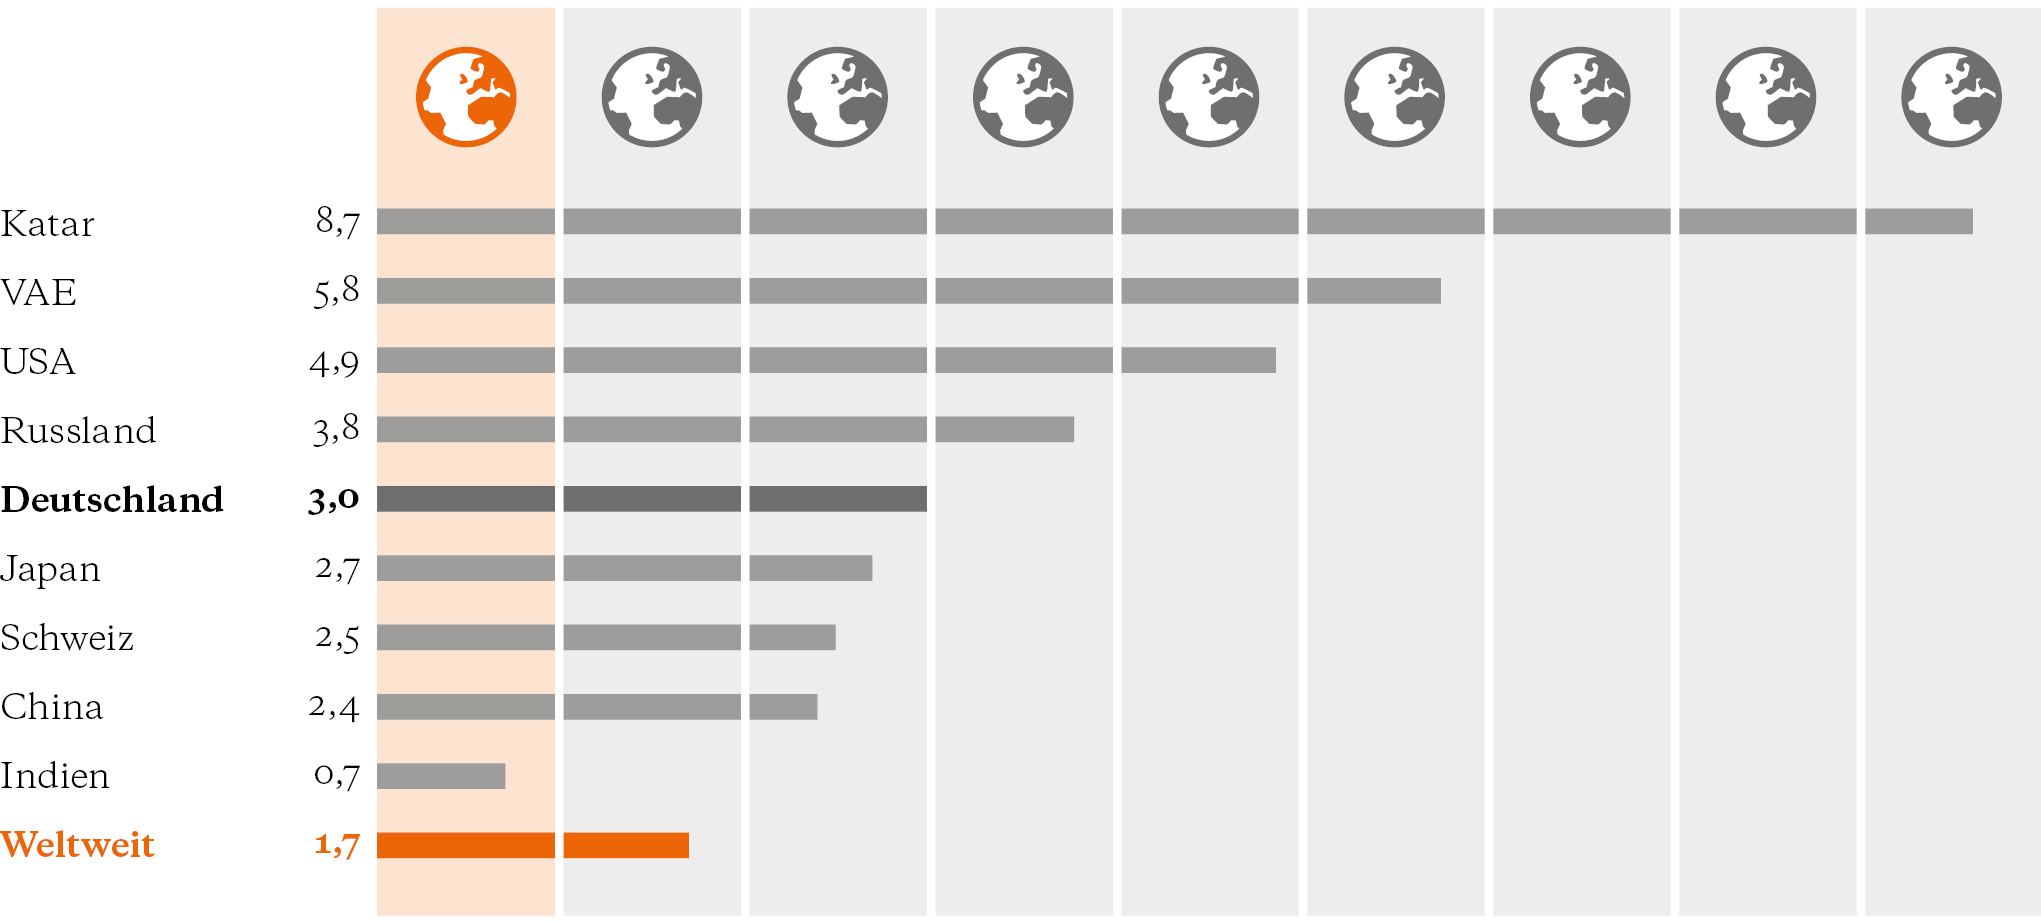 Katar 8,7
VAE 5,8
USA 4,9
Russland 3,8
Deutschland 3,0
Japan 2,7
Schweiz 2,5
China 2,4
Indien 0,7
Weltweit 1,7